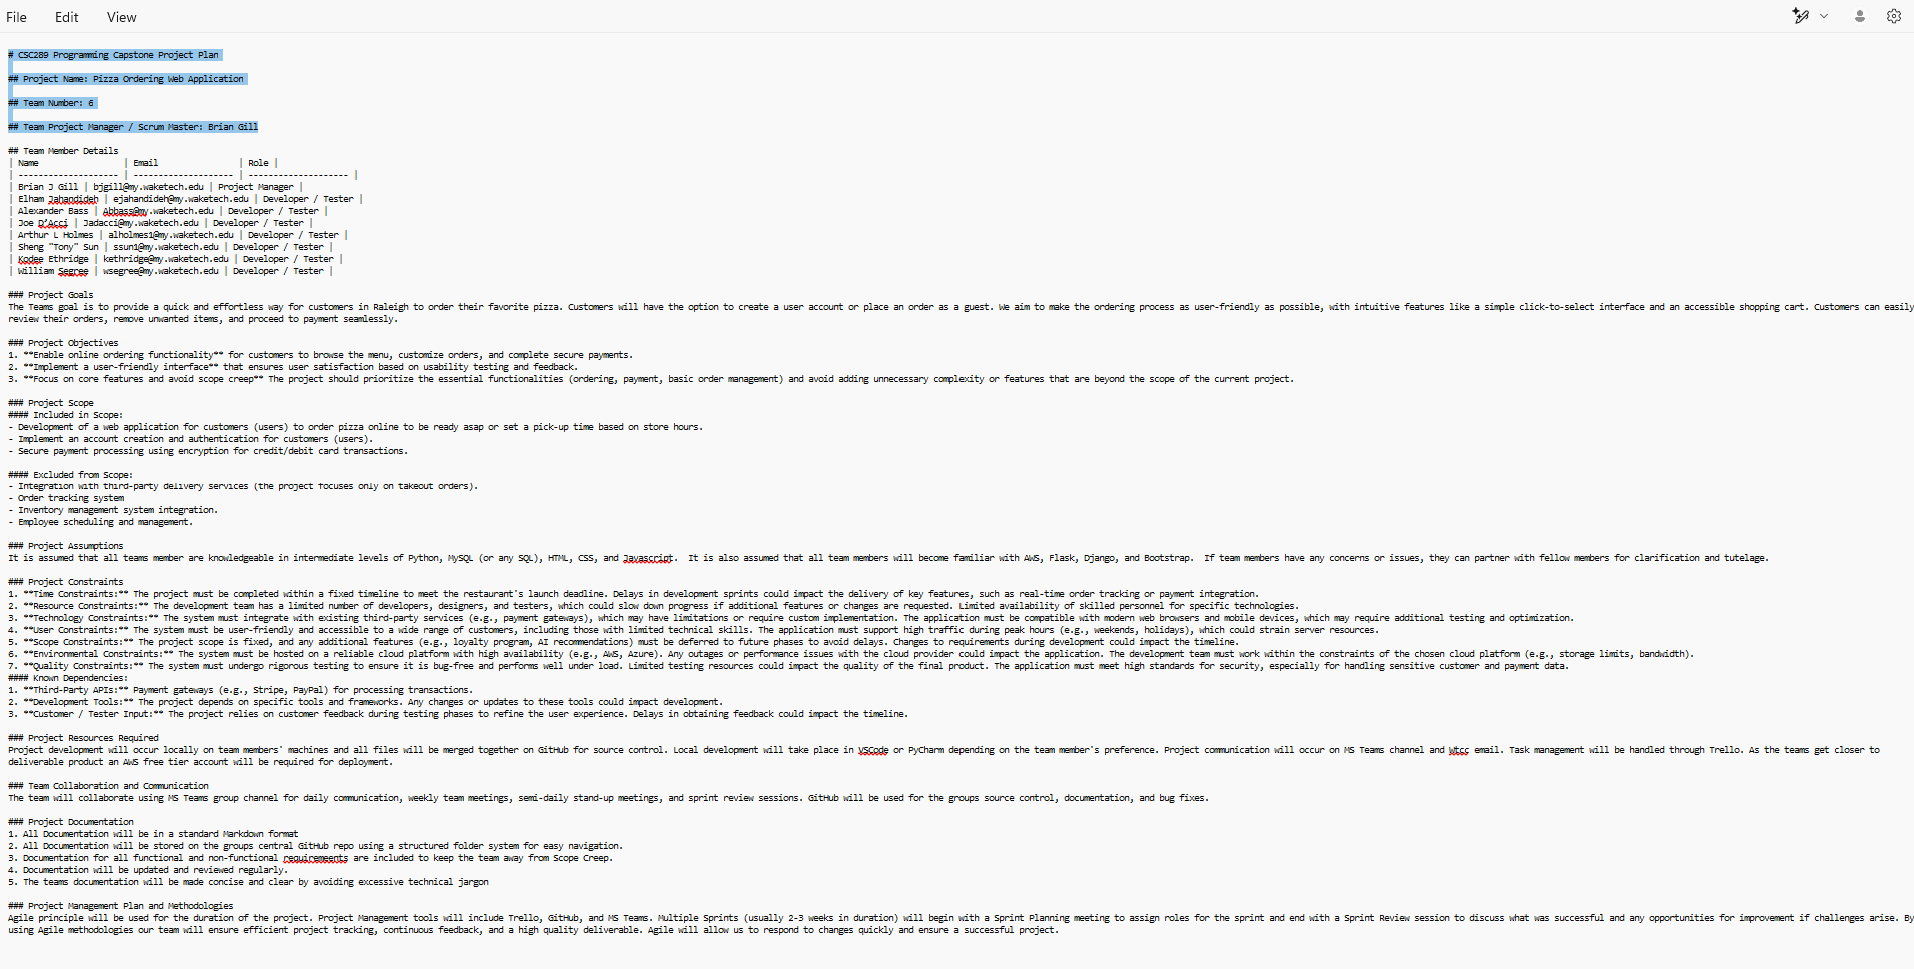 File Edit View
# CSC289 Programming Capstone Project Plan
## Project Name: Pizza Ordering Web Application
## Team Number: 6
## Team Project Manager / Scrum Master: Brian Gill
## Team Member Details
| Name | Email | Role |
| -------------------- | -------------------- | -------------------- |
| Brian J Gill | bjgill@my.waketech.edu | Project Manager |
| Elham Jahandideh | ejahandideh@my.waketech.edu | Developer / Tester |
| Alexander Bass | Abbass@my.waketech.edu | Developer / Tester |
| Joe D'Acci | Jadacci@my.waketech.edu | Developer / Tester |
| Arthur L Holmes | alholmes1@my.waketech.edu | Developer / Tester |
| Sheng "Tony" Sun | ssun1@my.waketech.edu | Developer / Tester |
| Kodee Ethridge | kethridge@my.waketech.edu | Developer / Tester |
| William Segree | wsegree@my.waketech.edu | Developer / Tester |
### Project Goals
The Teams goal is to provide a quick and effortless way for customers in Raleigh to order their favorite pizza. Customers will have the option to create a user account or place an order as a guest. We aim to make the ordering process as user-friendly as possible, with intuitive features like a simple click-to-select interface and an accessible shopping cart. Customers can easily
review their orders, remove unwanted items, and proceed to payment seamlessly.
### Project Objectives
1. **Enable online ordering functionality** for customers to browse the menu, customize orders, and complete secure payments.
2. **Implement a user-friendly interface** that ensures user satisfaction based on usability testing and feedback.
3. **Focus on core features and avoid scope creep** The project should prioritize the essential functionalities (ordering, payment, basic order management) and avoid adding unnecessary complexity or features that are beyond the scope of the current project.
### Project Scope
#### Included in Scope:
- Development of a web application for customers (users) to order pizza online to be ready asap or set a pick-up time based on store hours.
- Implement an account creation and authentication for customers (users).
- Secure payment processing using encryption for credit/debit card transactions.
#### Excluded from Scope:
- Integration with third-party delivery services (the project focuses only on takeout orders).
- Order tracking system
- Inventory management system integration.
- Employee scheduling and management.
### Project Assumptions
It is assumed that all teams member are knowledgeable in intermediate levels of Python, MySQL (or any SQL), HTML, CSS, and Javascript.  It is also assumed that all team members will become familiar with AWS, Flask, Django, and Bootstrap.  If team members have any concerns or issues, they can partner with fellow members for clarification and tutelage.
### Project Constraints
1. **Time Constraints:** The project must be completed within a fixed timeline to meet the restaurant's launch deadline. Delays in development sprints could impact the delivery of key features, such as real-time order tracking or payment integration.
2. **Resource Constraints:** The development team has a limited number of developers, designers, and testers, which could slow down progress if additional features or changes are requested. Limited availability of skilled personnel for specific technologies.
3. **Technology Constraints:** The system must integrate with existing third-party services (e.g., payment gateways), which may have limitations or require custom implementation. The application must be compatible with modern web browsers and mobile devices, which may require additional testing and optimization.
4. **User Constraints:** The system must be user-friendly and accessible to a wide range of customers, including those with limited technical skills. The application must support high traffic during peak hours (e.g., weekends, holidays), which could strain server resources.
5. **Scope Constraints:** The project scope is fixed, and any additional features (e.g., loyalty program, AI recommendations) must be deferred to future phases to avoid delays. Changes to requirements during development could impact the timeline.
6. **Environmental Constraints:** The system must be hosted on a reliable cloud platform with high availability (e.g., AWS, Azure). Any outages or performance issues with the cloud provider could impact the application. The development team must work within the constraints of the chosen cloud platform (e.g., storage limits, bandwidth).
7. **Quality Constraints:** The system must undergo rigorous testing to ensure it is bug-free and performs well under load. Limited testing resources could impact the quality of the final product. The application must meet high standards for security, especially for handling sensitive customer and payment data.
#### Known Dependencies:
1. **Third-Party APIs:** Payment gateways (e.g., Stripe, PayPal) for processing transactions.
2. **Development Tools:** The project depends on specific tools and frameworks. Any changes or updates to these tools could impact development.
3. **Customer / Tester Input:** The project relies on customer feedback during testing phases to refine the user experience. Delays in obtaining feedback could impact the timeline.
### Project Resources Required
Project development will occur locally on team members' machines and all files will be merged together on GitHub for source control. Local development will take place in VSCode or PyCharm depending on the team member's preference. Project communication will occur on MS Teams channel and Wtcc email. Task management will be handled through Trello. As the teams get closer to
deliverable product an AWS free tier account will be required for deployment.
### Team Collaboration and Communication
The team will collaborate using MS Teams group channel for daily communication, weekly team meetings, semi-daily stand-up meetings, and sprint review sessions. GitHub will be used for the groups source control, documentation, and bug fixes.
### Project Documentation
1. All Documentation will be in a standard Markdown format
2. All Documentation will be stored on the groups central GitHub repo using a structured folder system for easy navigation.
3. Documentation for all functional and non-functional requiremeents are included to keep the team away from Scope Creep.
4. Documentation will be updated and reviewed regularly.
5. The teams documentation will be made concise and clear by avoiding excessive technical jargon
### Project Management Plan and Methodologies
Agile principle will be used for the duration of the project. Project Management tools will include Trello, GitHub, and MS Teams. Multiple Sprints (usually 2-3 weeks in duration) will begin with a Sprint Planning meeting to assign roles for the sprint and end with a Sprint Review session to discuss what was successful and any opportunities for improvement if challenges arise. By
using Agile methodologies our team will ensure efficient project tracking, continuous feedback, and a high quality deliverable. Agile will allow us to respond to changes quickly and ensure a successful project.